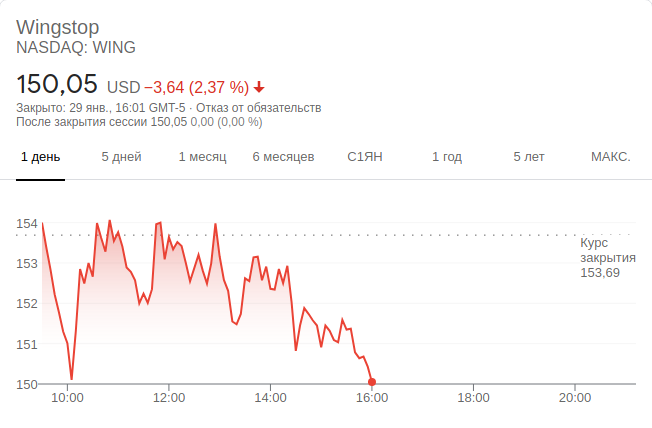 Wingstop
NASDAQ: WING
150,05 USD −3,64 (2,37 %)
Закрыто: 29 янв., 16:01 GMT-5 · Отказ от обязательств
После закрытия сессии 150,05 0,00 (0,00 %)
1 день 5 дней 1 месяц 6 месяцев С1ЯН 1 год 5 лет МАКС.
154
Курс
закрытия
153,69
153
152
151
150
10:00 12:00 14:00 16:00 18:00 20:00